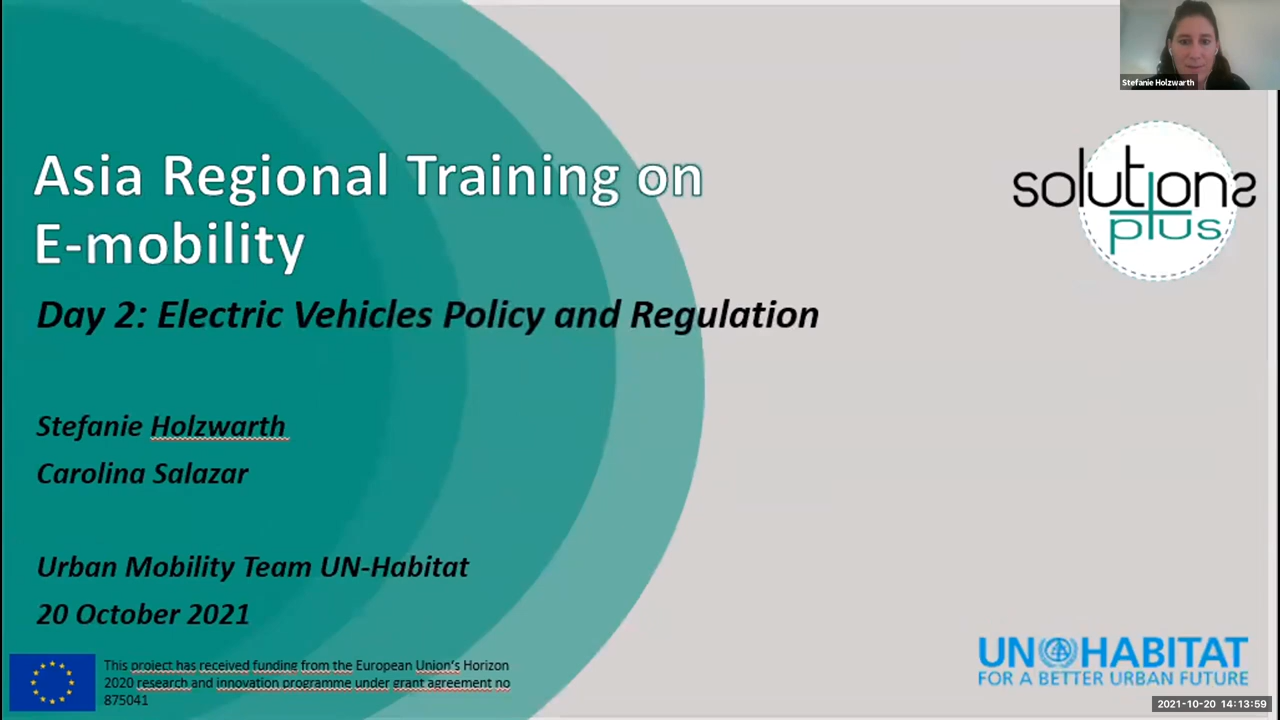 Stefanie Holzwarth
solutions
plus
Asia Regional Training on
E-mobility
Day 2: Electric Vehicles Policy and Regulation
Stefanie Holzwarth
Carolina Salazar
Urban Mobility Team UN-Habitat
20 October 2021
This project has received funding from the European Union's Horizon
2020 research and innovation programme under grant agreement no
875041
UN HABITAT
FOR A BETTER URBAN FUTURE
2021-10-20 14:13:59